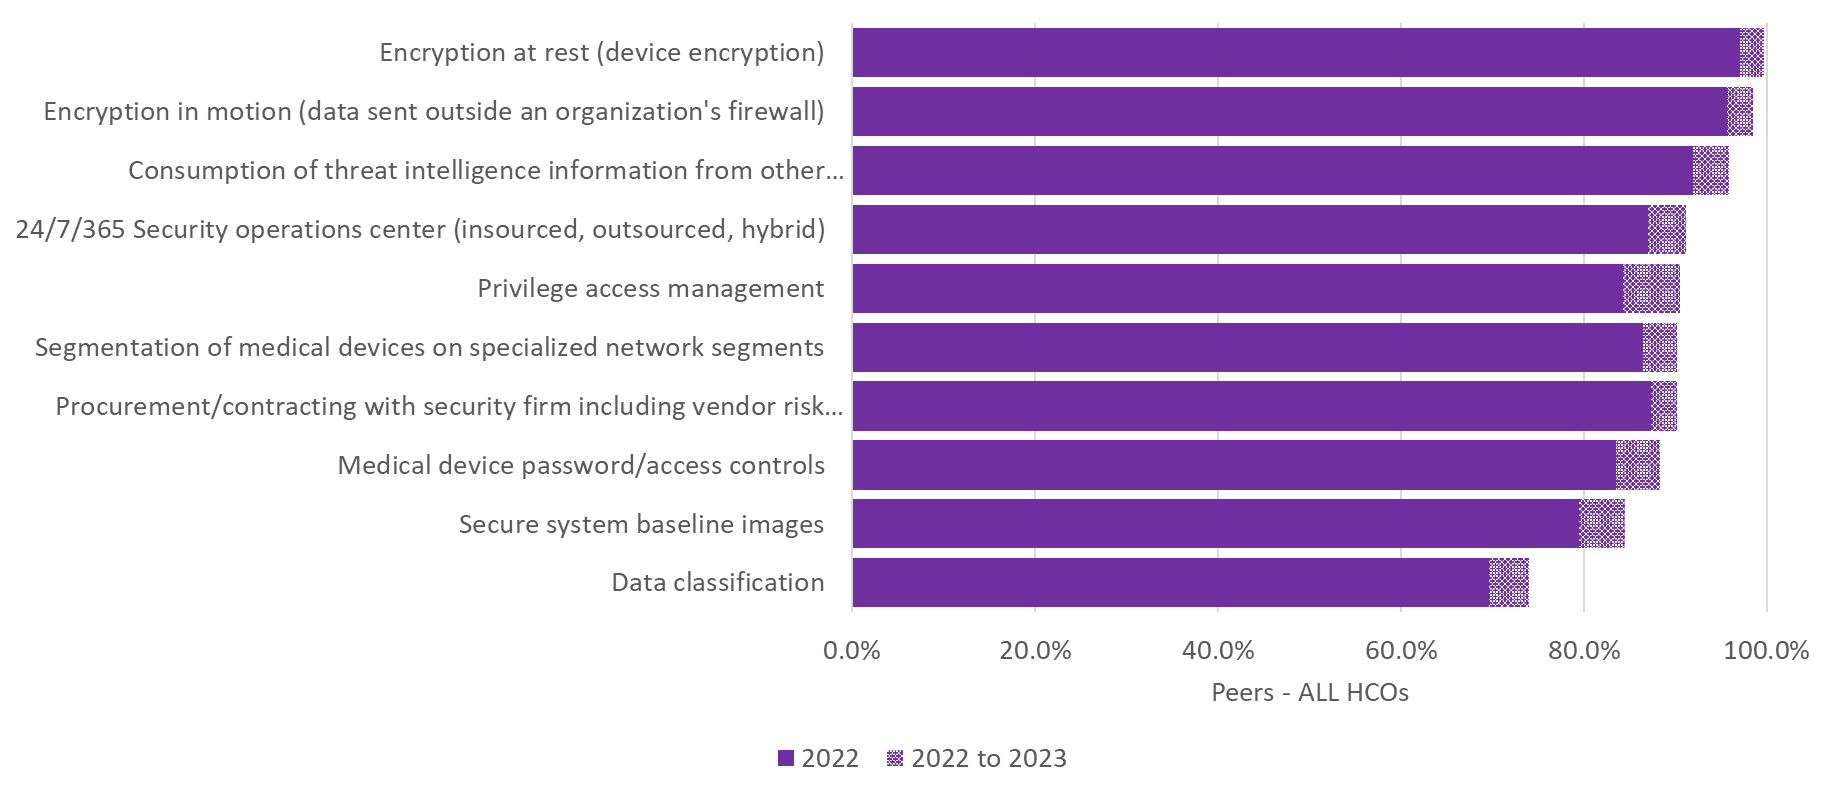 Encryption at rest (device encryption)
Encryption in motion (data sent outside an organization's firewall)
Consumption of threat intelligence information from other...
24/7/365 Security operations center (insourced, outsourced, hybrid)
Privilege access management
Segmentation of medical devices on specialized network segments
Procurement/contracting with security firm including vendor risk...
Medical device password/access controls
Secure system baseline images
Data classification
0.0% 20.0% 40.0% 60.0% 80.0% 100.0%
Peers - ALL HCOs
2022 2022 to 2023